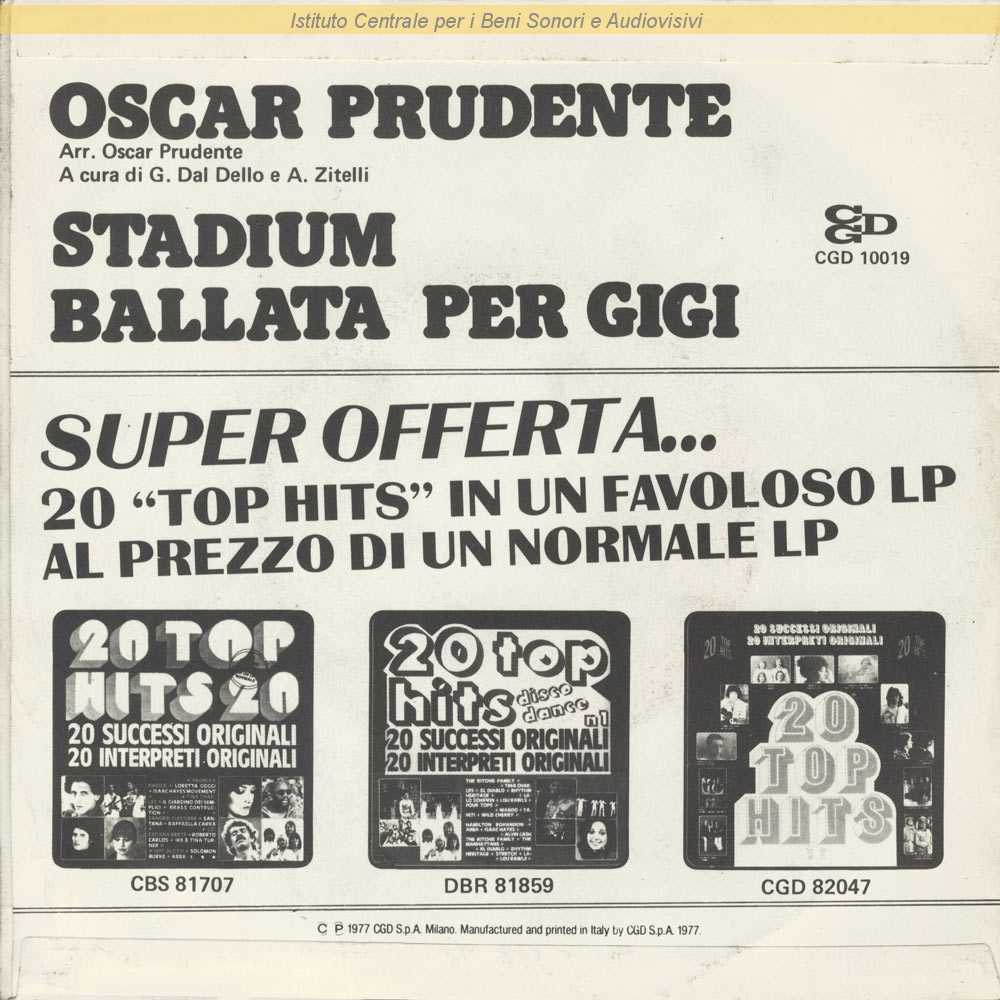 Istituto Centrale per i Beni Sonori e Audiovisivi
OSCAR PRUDENTE
Arr. Oscar Prudente
A cura di G. Dal Dello e A. Zitelli
STADIUM
BALLATA PER GIGI
CGD
CGD 10019
SUPER OFFERTA...
20 “TOP HITS” IN UN FAVOLOSO LP
AL PREZZO DI UN NORMALE LP
20 TOP
HITS 20
20 SUCCESSI ORIGINALI
20 INTERPRETI ORIGINALI
CBS 81707
20 top
hits disco
dance n1
20 SUCCESSI ORIGINALI
20 INTERPRETI ORIGINALI
DBR 81859
20 SUCCESSI ORIGINALI
20 INTERPRETI ORIGINALI
20
TOP
HITS
CGD 82047
C P 1977 CGD S.p.A. Milano. Manufactured and printed in Italy by CGD S.p.A. 1977.